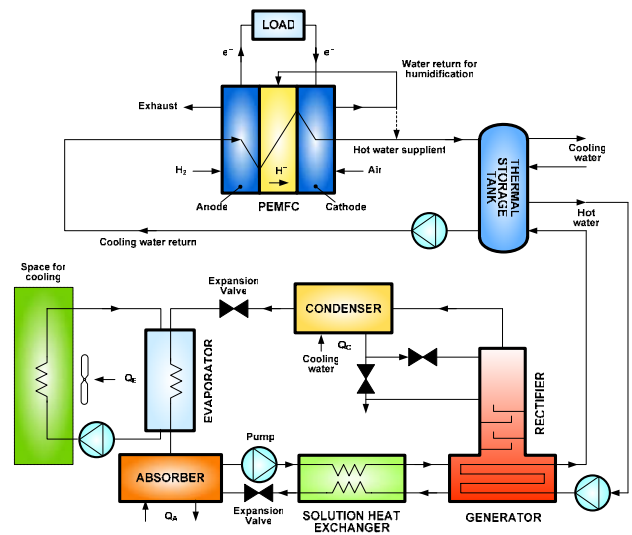 LOAD
e⁻
e⁻
Water return for
humidification
Exhaust
Hot water supplient
Cooling
water
THERMAL
STORAGE
TANK
H₂
H⁻
Air
Anode
PEMFC
Cathode
Hot
water
Cooling water return
Space for
cooling
Expansion
Valve
CONDENSER
EVAPORATOR
Q_E
Cooling
water
Q_C
RECTIFIER
Pump
ABSORBER
Q_A
Expansion
Valve
SOLUTION HEAT
EXCHANGER
GENERATOR